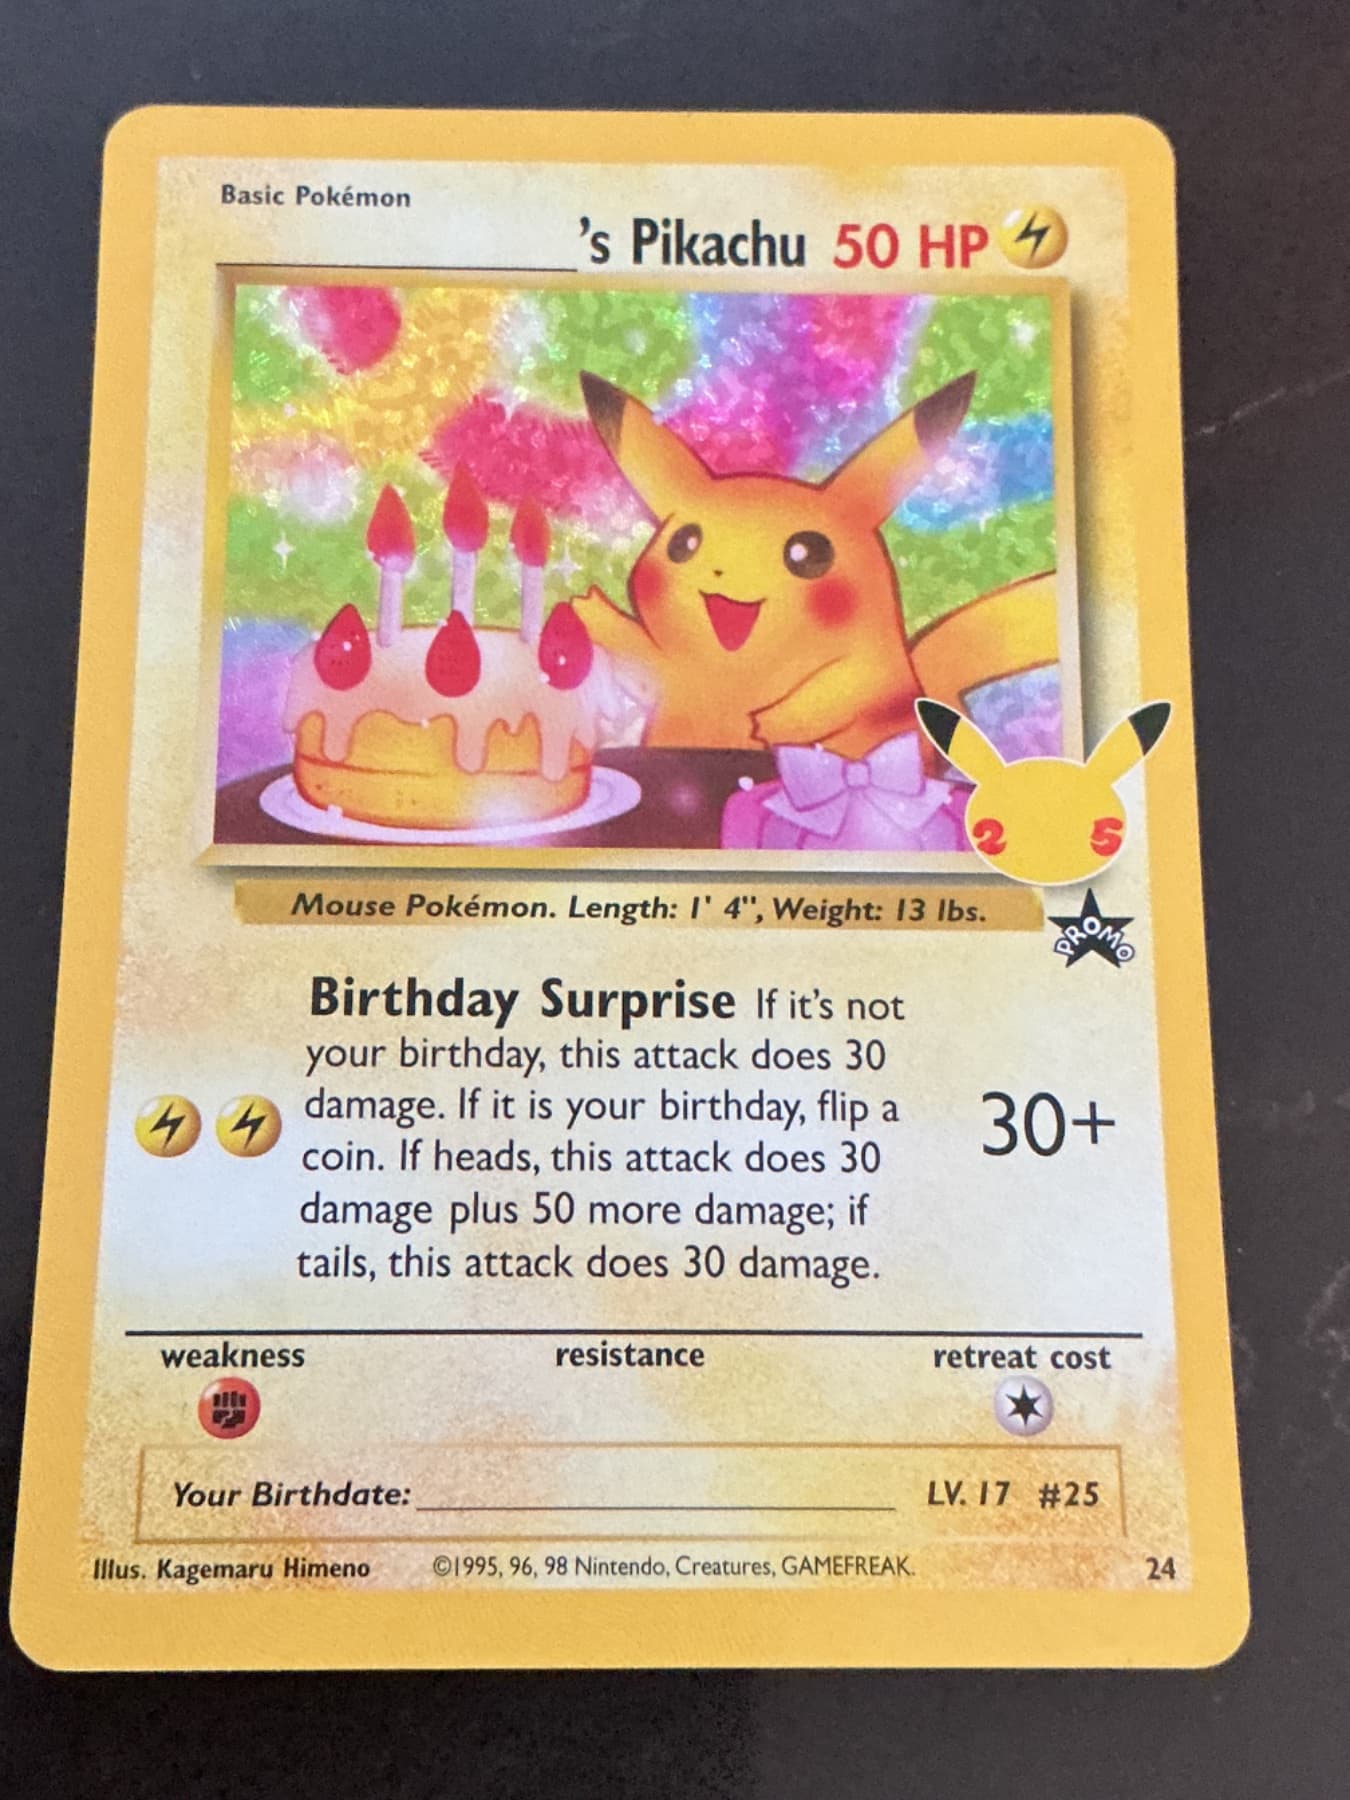 Basic Pokémon
__________'s Pikachu 50 HP
2 5
Mouse Pokémon. Length: 1' 4", Weight: 13 lbs.
PROMO
Birthday Surprise If it's not
your birthday, this attack does 30
damage. If it is your birthday, flip a
coin. If heads, this attack does 30
damage plus 50 more damage; if
tails, this attack does 30 damage.
30+
weakness resistance retreat cost
Your Birthdate:__________ LV. 17 #25
Illus. Kagemaru Himeno ©1995, 96, 98 Nintendo, Creatures, GAMEFREAK. 24